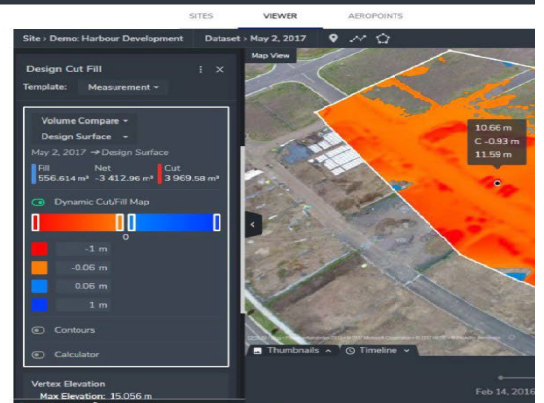 SITES VIEWER AEROPOINTS
Site › Demo: Harbour Development Dataset › May 2, 2017
Map View
Design Cut Fill
Template: Measurement
Volume Compare
Design Surface
May 2, 2017 → Design Surface
Fill Net Cut
556.614 m³ -3 412.96 m³ 3 969.58 m³
Dynamic Cut/Fill Map
0
-1 m
-0.06 m
0.06 m
1 m
Contours
Calculator
Vertex Elevation
Max Elevation: 15.056 m
10.66 m
C -0.93 m
11.59 m
Thumbnails Timeline
Feb 14, 2016